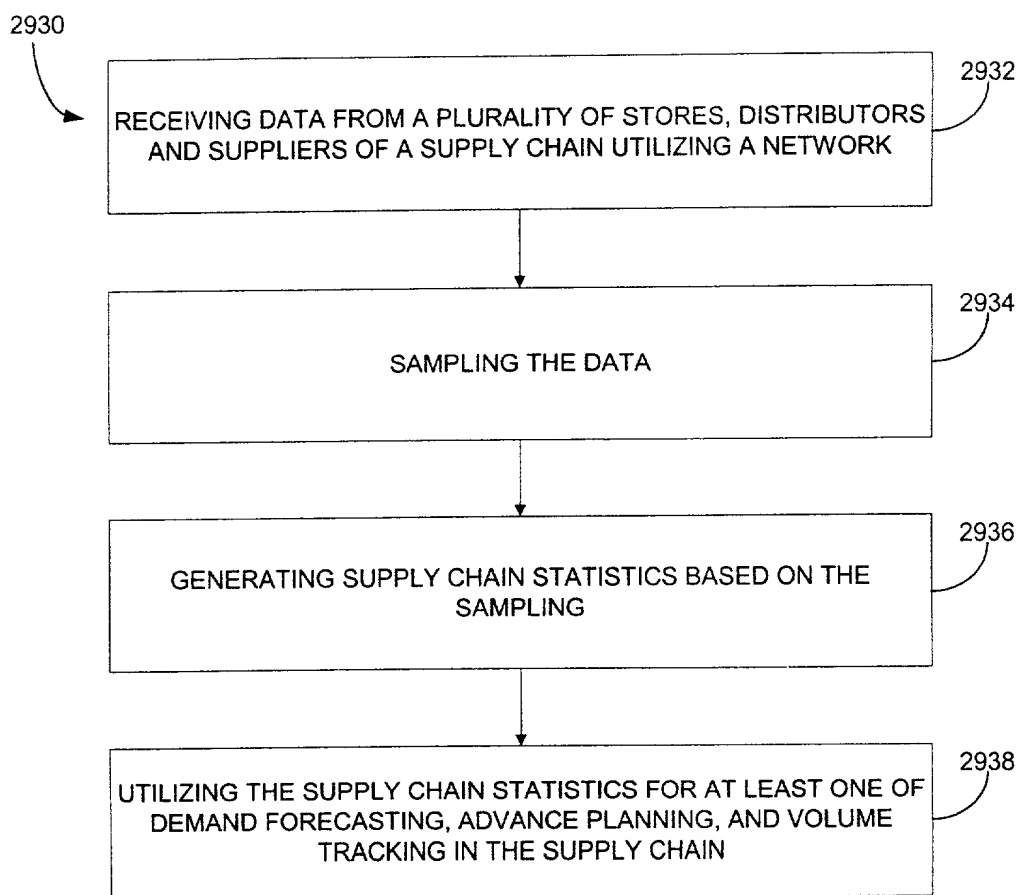 2930
2932
RECEIVING DATA FROM A PLURALITY OF STORES, DISTRIBUTORS
AND SUPPLIERS OF A SUPPLY CHAIN UTILIZING A NETWORK
2934
SAMPLING THE DATA
2936
GENERATING SUPPLY CHAIN STATISTICS BASED ON THE
SAMPLING
2938
UTILIZING THE SUPPLY CHAIN STATISTICS FOR AT LEAST ONE OF
DEMAND FORECASTING, ADVANCE PLANNING, AND VOLUME
TRACKING IN THE SUPPLY CHAIN